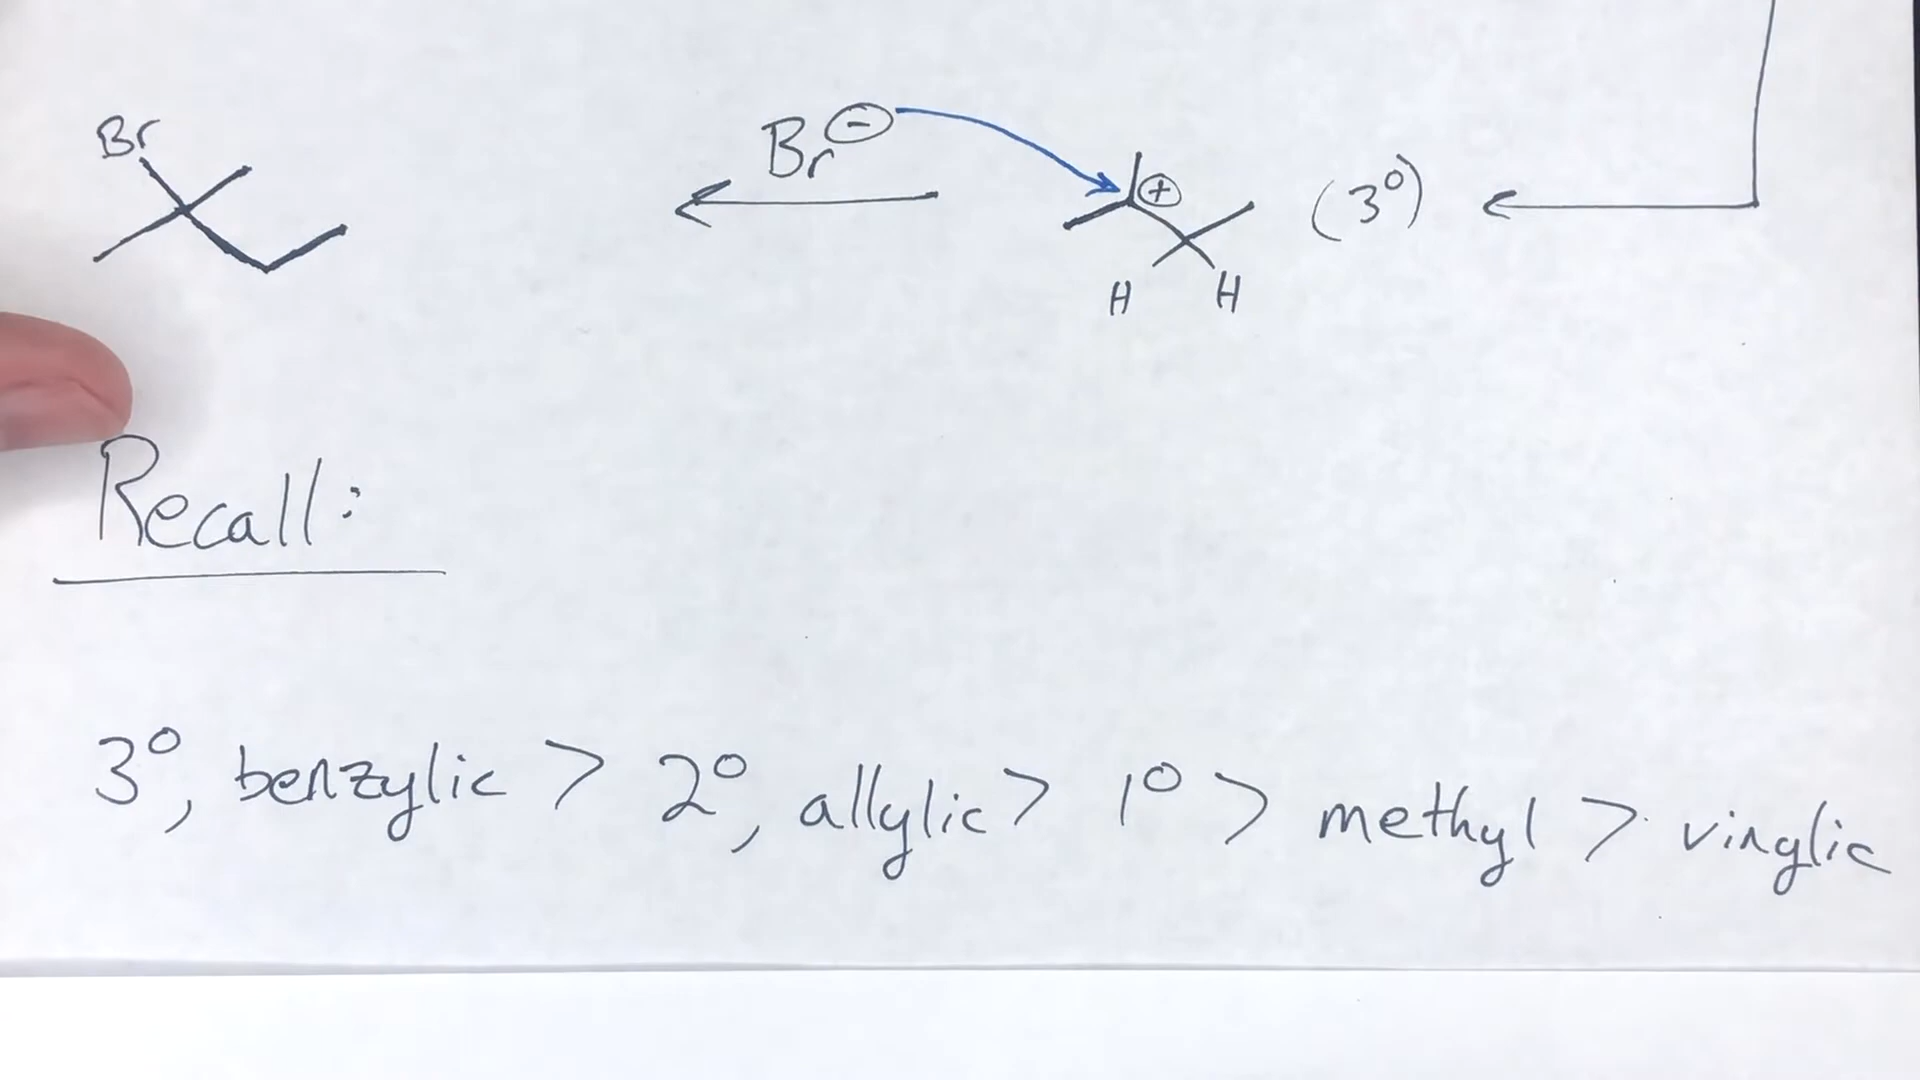 Br
Br⊖
⊕
(3°)
H H
Recall:
3°, benzylic > 2°, allylic > 1° > methyl > vinylic